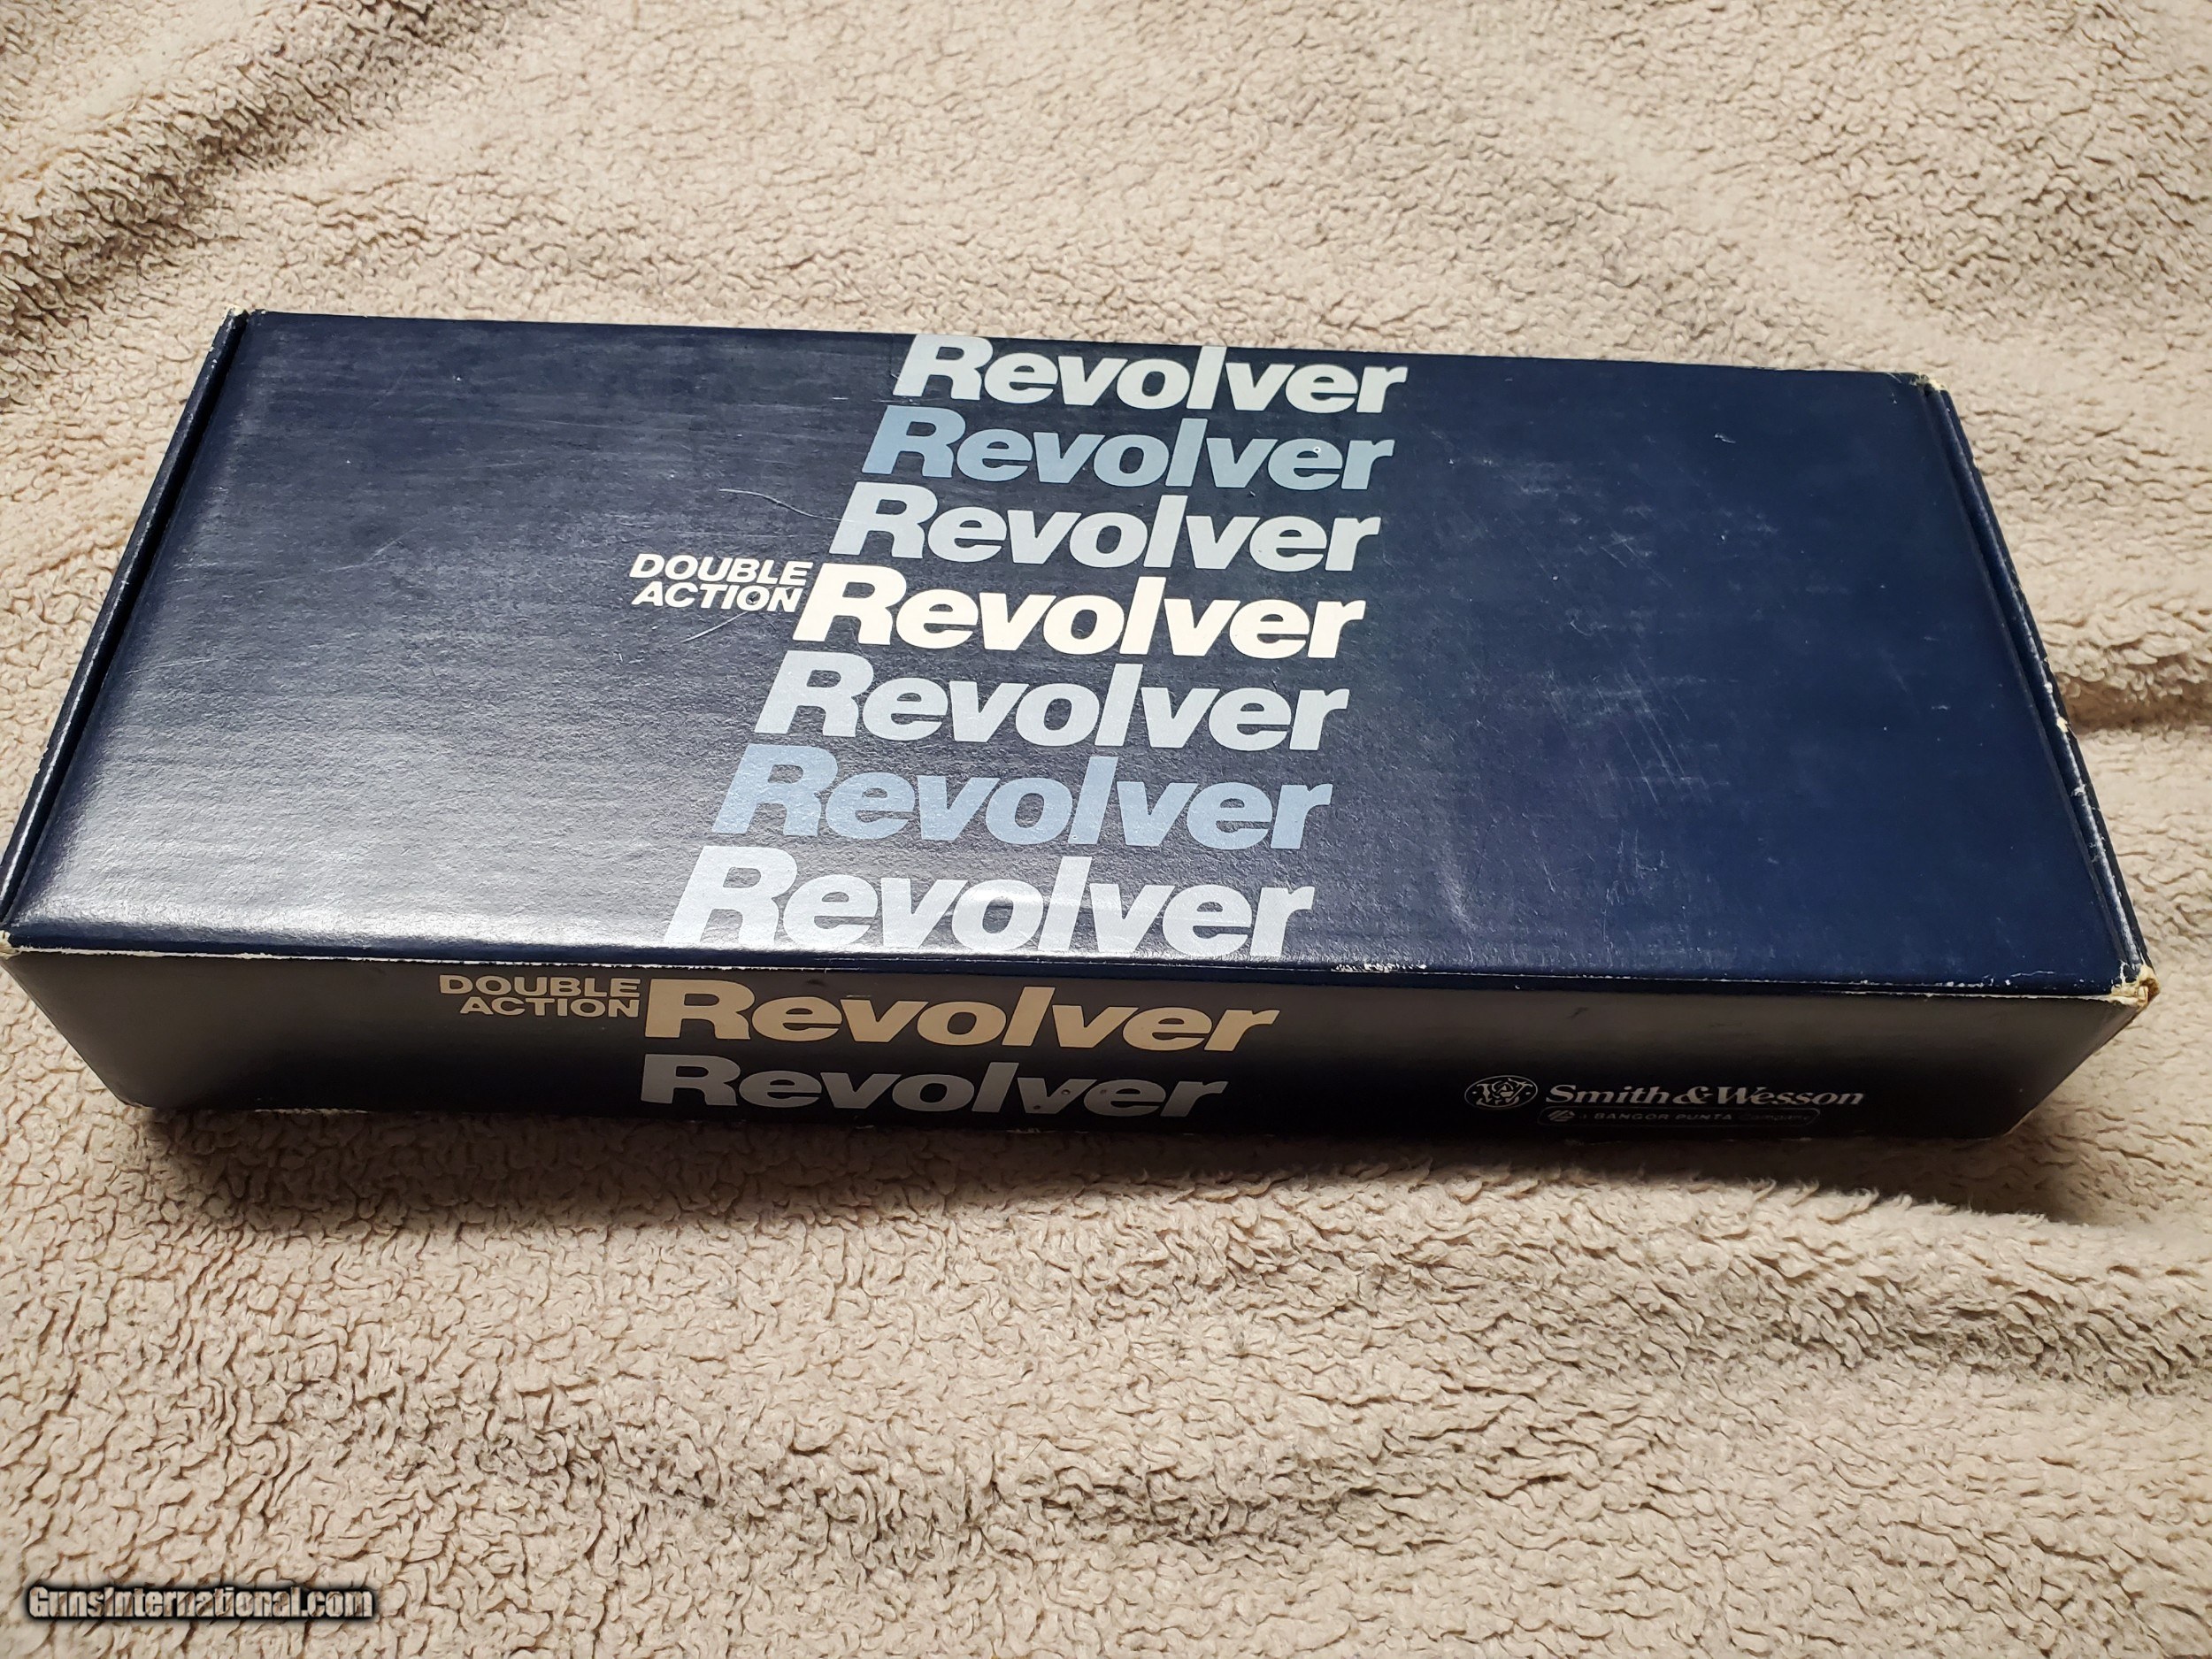 Revolver
Revolver
Revolver
DOUBLE
ACTION Revolver
Revolver
Revolver
Revolver
DOUBLE
ACTION Revolver
Revolver
S W Smith & Wesson
a BANGOR PUNTA Company
GunsInternational.com